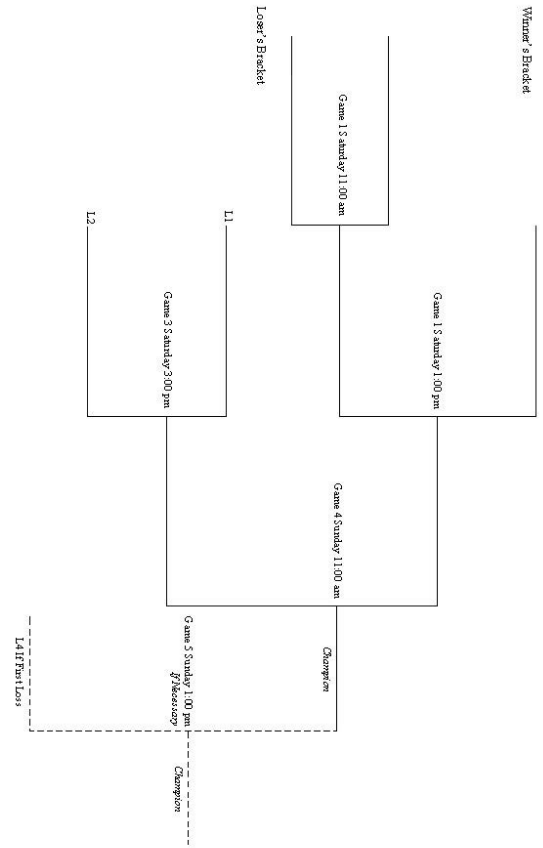 Winner's Bracket
Game 1 Saturday 11:00 am
Game 1 Saturday 1:00 pm
Loser's Bracket
L1
Game 3 Saturday 3:00 pm
L2
Game 4 Sunday 11:00 am
Champion
Game 5 Sunday 1:00 pm
If Necessary
Champion
L4 If First Loss